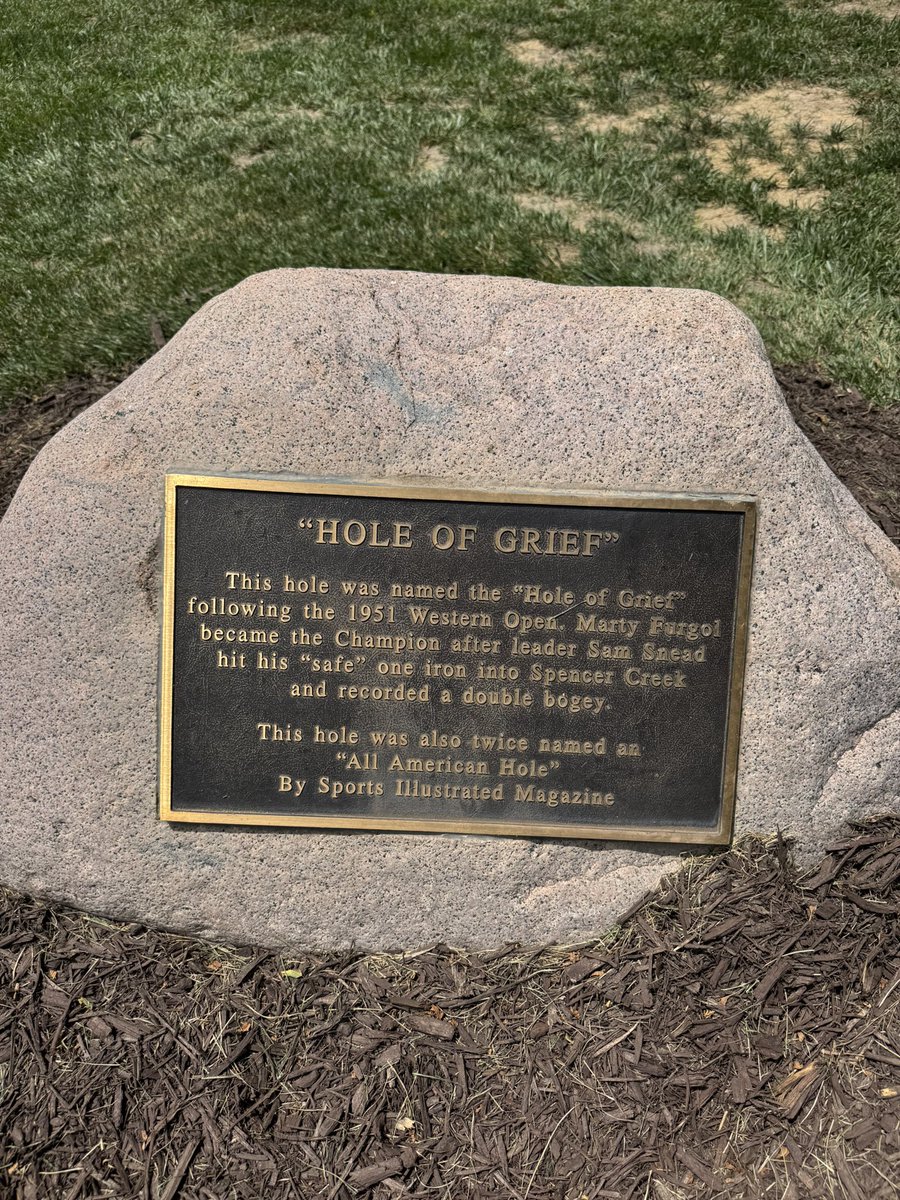 “HOLE OF GRIEF”
This hole was named the “Hole of Grief”
following the 1951 Western Open. Marty Furgol
became the Champion after leader Sam Snead
hit his “safe” one iron into Spencer Creek
and recorded a double bogey.
This hole was also twice named an
“All American Hole”
By Sports Illustrated Magazine